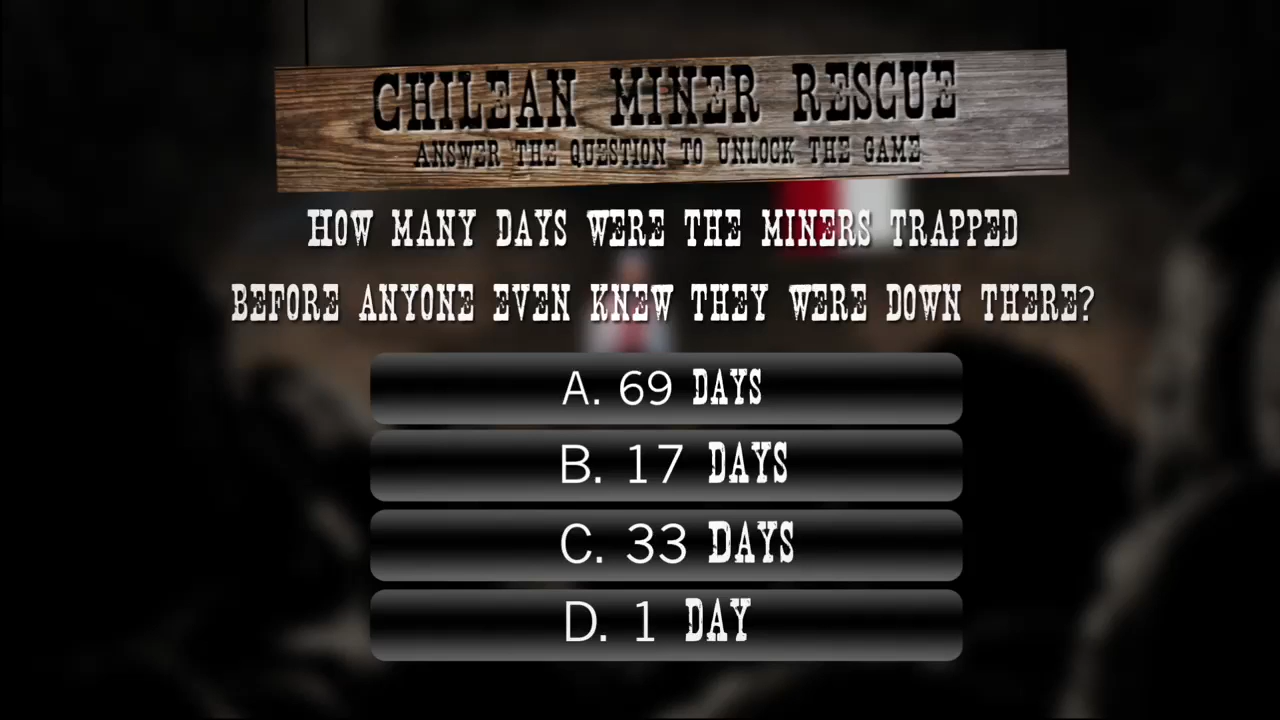 CHILEAN MINER RESCUE
ANSWER THE QUESTION TO UNLOCK THE GAME
HOW MANY DAYS WERE THE MINERS TRAPPED
BEFORE ANYONE EVEN KNEW THEY WERE DOWN THERE?
A. 69 DAYS
B. 17 DAYS
C. 33 DAYS
D. 1 DAY